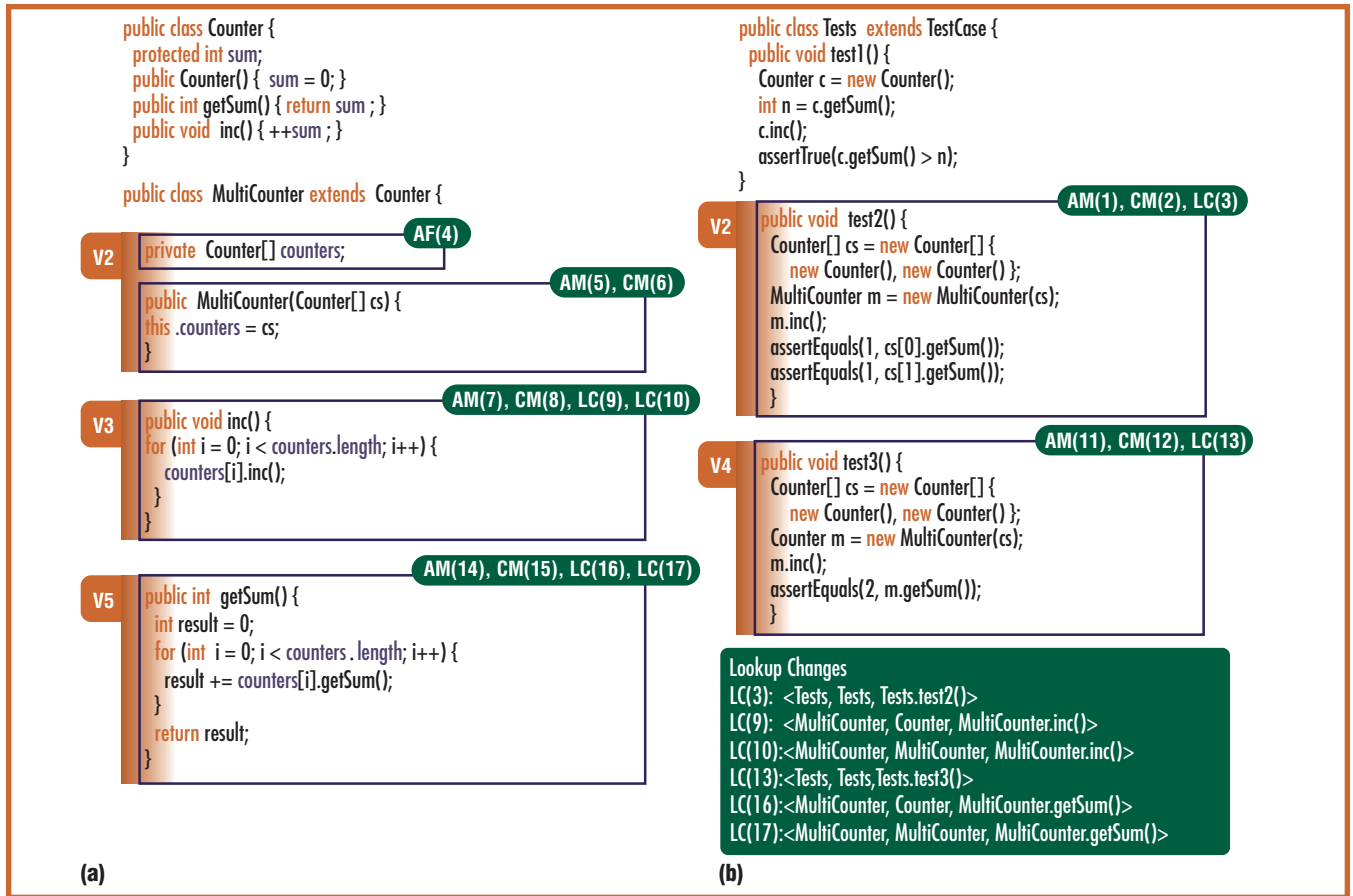 public class Counter {
protected int sum;
public Counter() { sum = 0; }
public int getSum() { return sum ; }
public void inc() { ++sum ; }
}
public class MultiCounter extends Counter {
AF(4)
V2
private Counter[] counters;
AM(5), CM(6)
public MultiCounter(Counter[] cs) {
this .counters = cs;
}
AM(7), CM(8), LC(9), LC(10)
V3
public void inc() {
for (int i = 0; i < counters.length; i++) {
counters[i].inc();
}
}
AM(14), CM(15), LC(16), LC(17)
V5
public int getSum() {
int result = 0;
for (int i = 0; i < counters . length; i++) {
result += counters[i].getSum();
}
return result;
}
(a)
public class Tests extends TestCase {
public void test1() {
Counter c = new Counter();
int n = c.getSum();
c.inc();
assertTrue(c.getSum() > n);
}
AM(1), CM(2), LC(3)
V2
public void test2() {
Counter[] cs = new Counter[] {
new Counter(), new Counter() };
MultiCounter m = new MultiCounter(cs);
m.inc();
assertEquals(1, cs[0].getSum());
assertEquals(1, cs[1].getSum());
}
AM(11), CM(12), LC(13)
V4
public void test3() {
Counter[] cs = new Counter[] {
new Counter(), new Counter() };
Counter m = new MultiCounter(cs);
m.inc();
assertEquals(2, m.getSum());
}
Lookup Changes
LC(3): <Tests, Tests, Tests.test2()>
LC(9): <MultiCounter, Counter, MultiCounter.inc()>
LC(10):<MultiCounter, MultiCounter, MultiCounter.inc()>
LC(13):<Tests, Tests,Tests.test3()>
LC(16):<MultiCounter, Counter, MultiCounter.getSum()>
LC(17):<MultiCounter, MultiCounter, MultiCounter.getSum()>
(b)